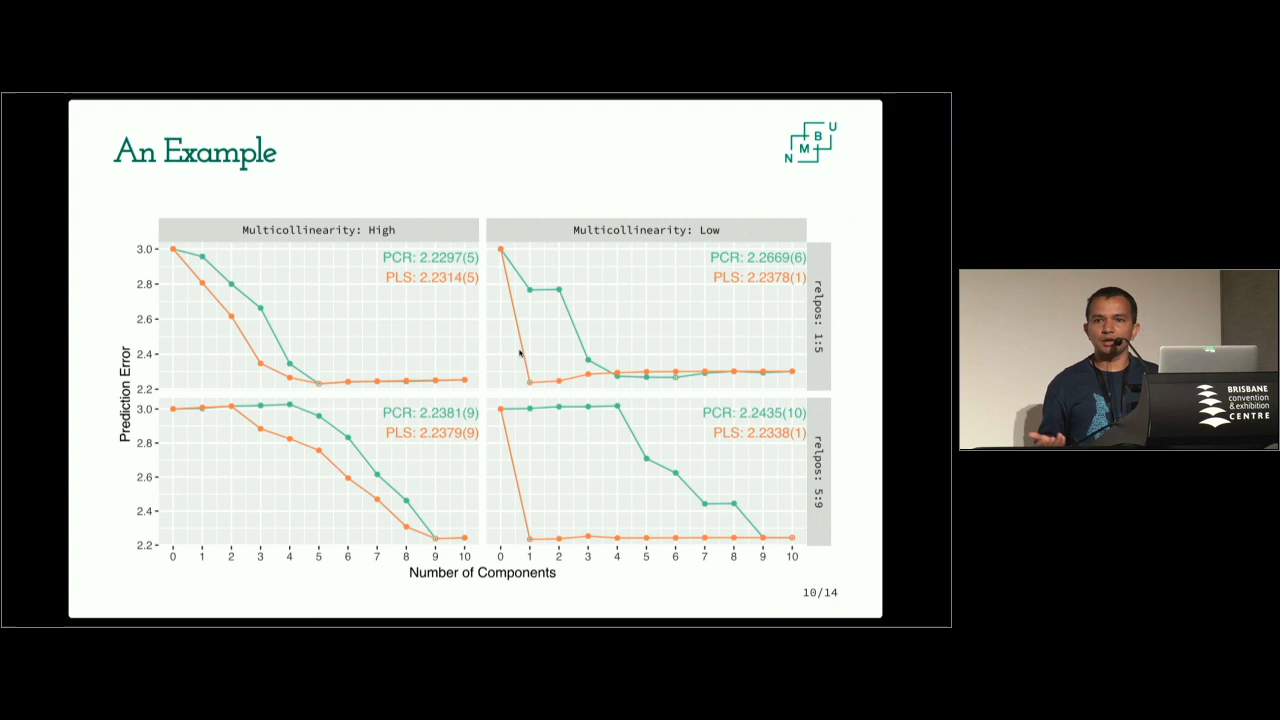 An Example
N M B U
Multicollinearity: High
Multicollinearity: Low
PCR: 2.2297(5)
PLS: 2.2314(5)
PCR: 2.2669(6)
PLS: 2.2378(1)
relpos: 1:5
3.0
2.8
2.6
2.4
2.2
PCR: 2.2381(9)
PLS: 2.2379(9)
PCR: 2.2435(10)
PLS: 2.2338(1)
relpos: 5:9
3.0
2.8
2.6
2.4
2.2
Prediction Error
0 1 2 3 4 5 6 7 8 9 10
0 1 2 3 4 5 6 7 8 9 10
Number of Components
10/14
BRISBANE
convention
& exhibition
CENTRE